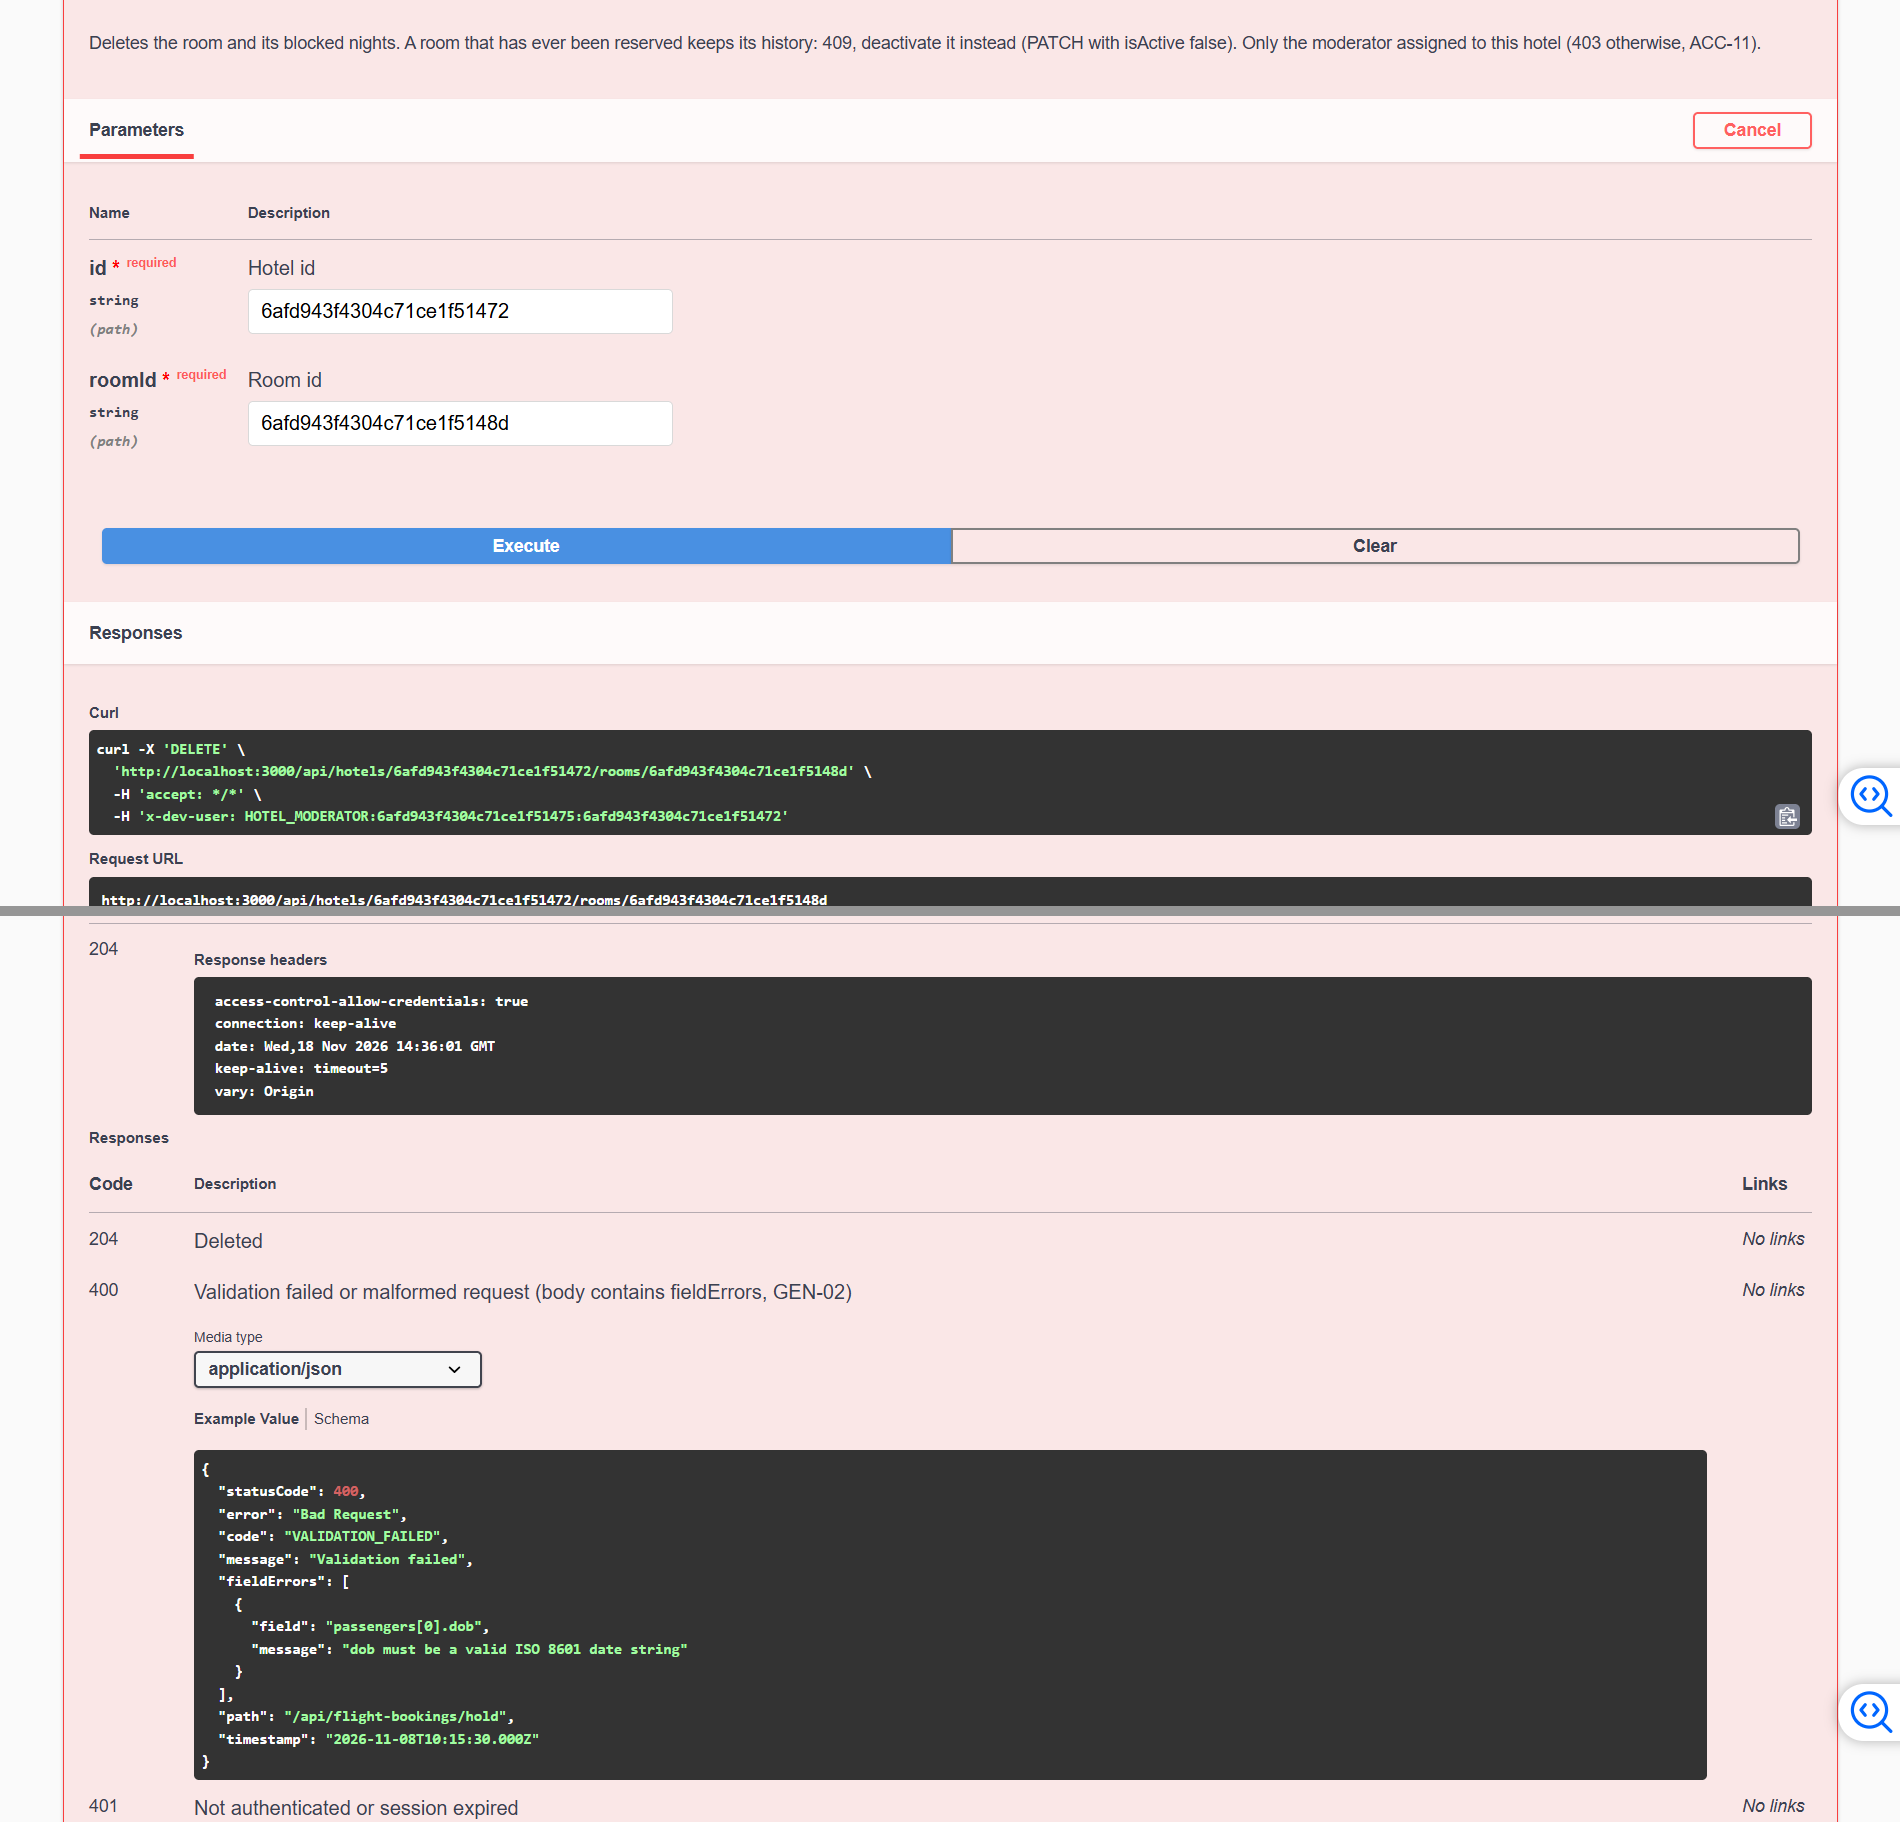 Deletes the room and its blocked nights. A room that has ever been reserved keeps its history: 409, deactivate it instead (PATCH with isActive false). Only the moderator assigned to this hotel (403 otherwise, ACC-11).
Parameters
Cancel
Name Description
id * required Hotel id
string
6afd943f4304c71ce1f51472
(path)
roomId * required Room id
string
6afd943f4304c71ce1f5148d
(path)
Execute Clear
Responses
Curl
curl -X 'DELETE' \
'http://localhost:3000/api/hotels/6afd943f4304c71ce1f51472/rooms/6afd943f4304c71ce1f5148d' \
-H 'accept: */*' \
-H 'x-dev-user: HOTEL_MODERATOR:6afd943f4304c71ce1f51475:6afd943f4304c71ce1f51472'
Request URL
http://localhost:3000/api/hotels/6afd943f4304c71ce1f51472/rooms/6afd943f4304c71ce1f5148d
204
Response headers
access-control-allow-credentials: true
connection: keep-alive
date: Wed,18 Nov 2026 14:36:01 GMT
keep-alive: timeout=5
vary: Origin
Responses
Code Description Links
204 Deleted No links
400 Validation failed or malformed request (body contains fieldErrors, GEN-02) No links
Media type
application/json
Example Value Schema
{
"statusCode": 400,
"error": "Bad Request",
"code": "VALIDATION_FAILED",
"message": "Validation failed",
"fieldErrors": [
{
"field": "passengers[0].dob",
"message": "dob must be a valid ISO 8601 date string"
}
],
"path": "/api/flight-bookings/hold",
"timestamp": "2026-11-08T10:15:30.000Z"
}
401 Not authenticated or session expired No links